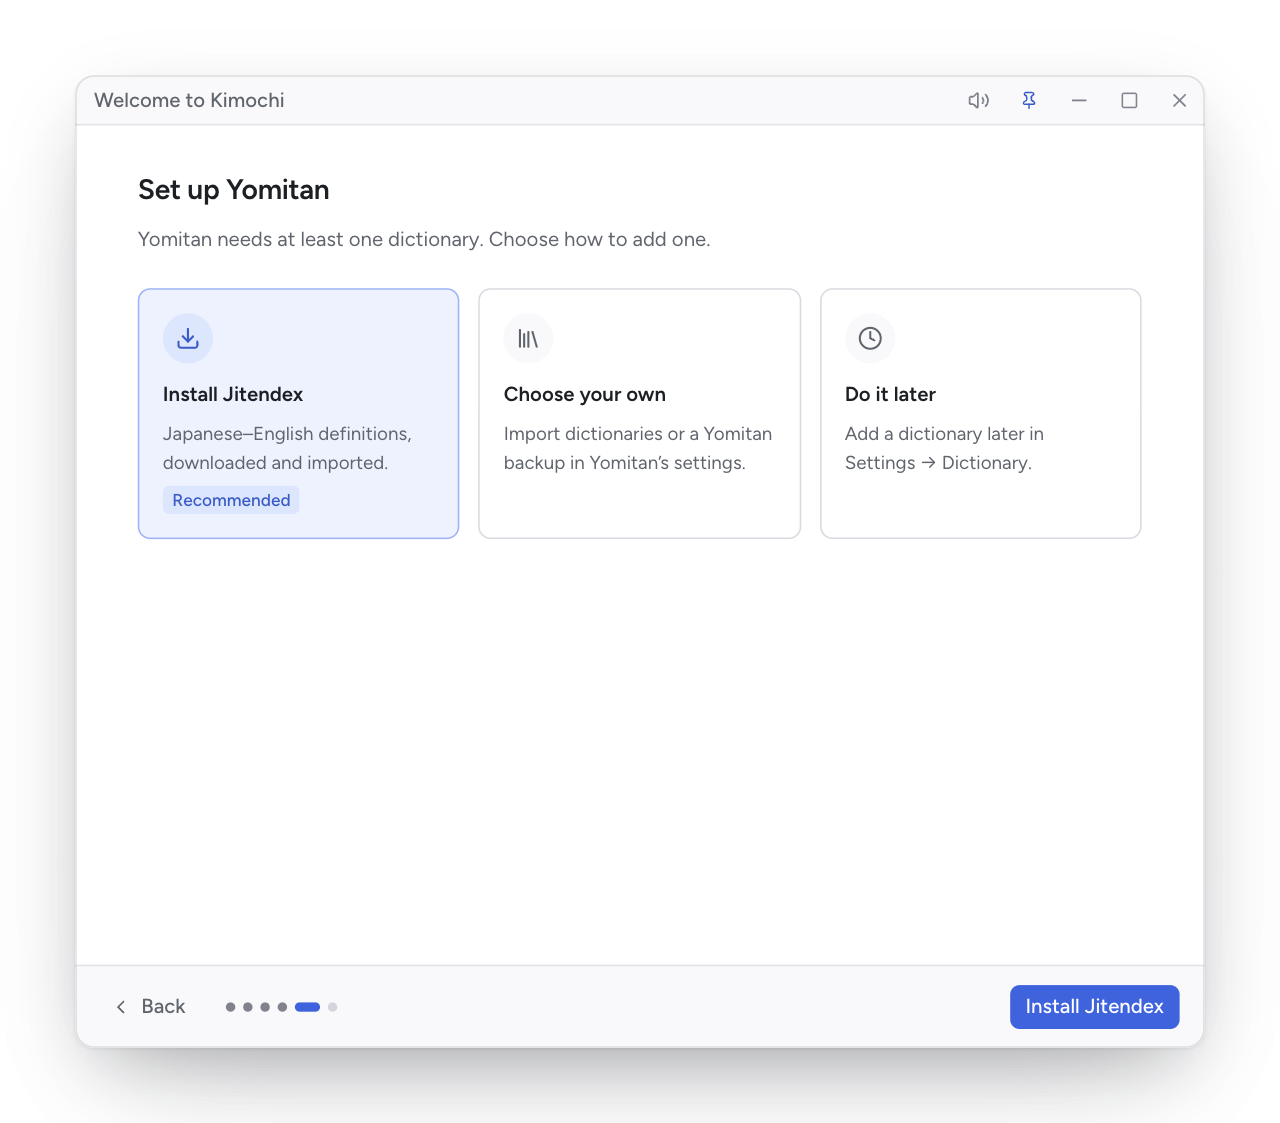 Welcome to Kimochi
Set up Yomitan
Yomitan needs at least one dictionary. Choose how to add one.
Install Jitendex
Japanese–English definitions,
downloaded and imported.
Recommended
Choose your own
Import dictionaries or a Yomitan
backup in Yomitan’s settings.
Do it later
Add a dictionary later in
Settings → Dictionary.
Back
Install Jitendex